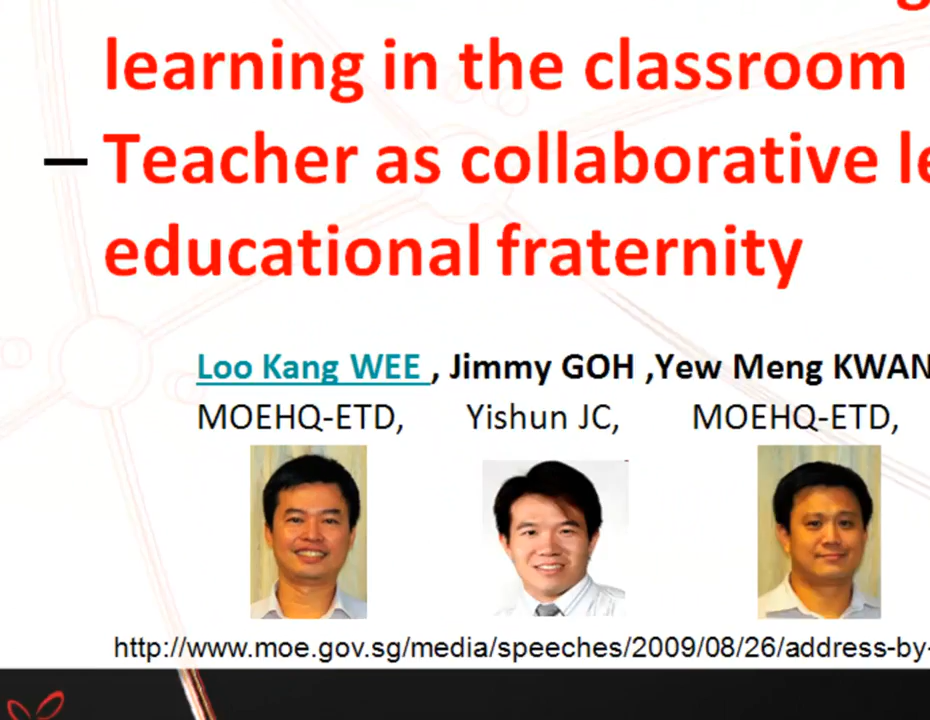 learning in the classroom
– Teacher as collaborative
educational fraternity
Loo Kang WEE , Jimmy GOH ,Yew Meng KWAN
MOEHQ-ETD, Yishun JC, MOEHQ-ETD,
http://www.moe.gov.sg/media/speeches/2009/08/26/address-by-